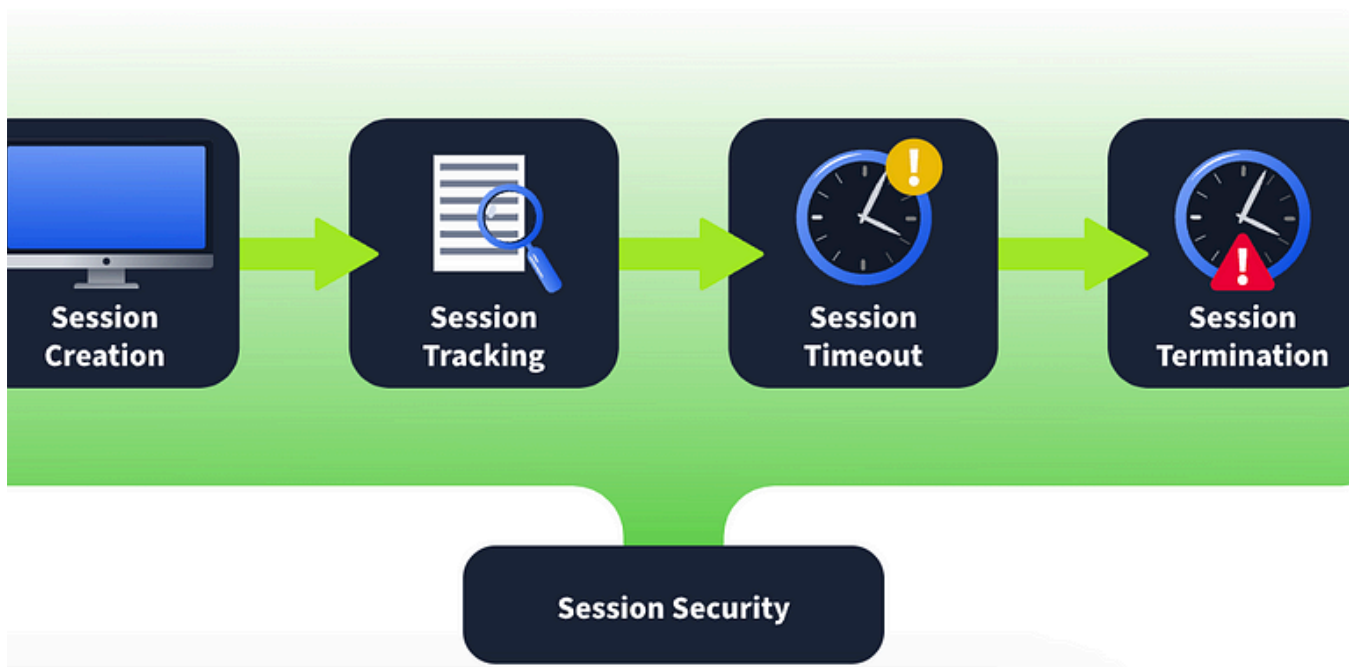 Session
Creation
Session
Tracking
Session
Timeout
Session
Termination
Session Security